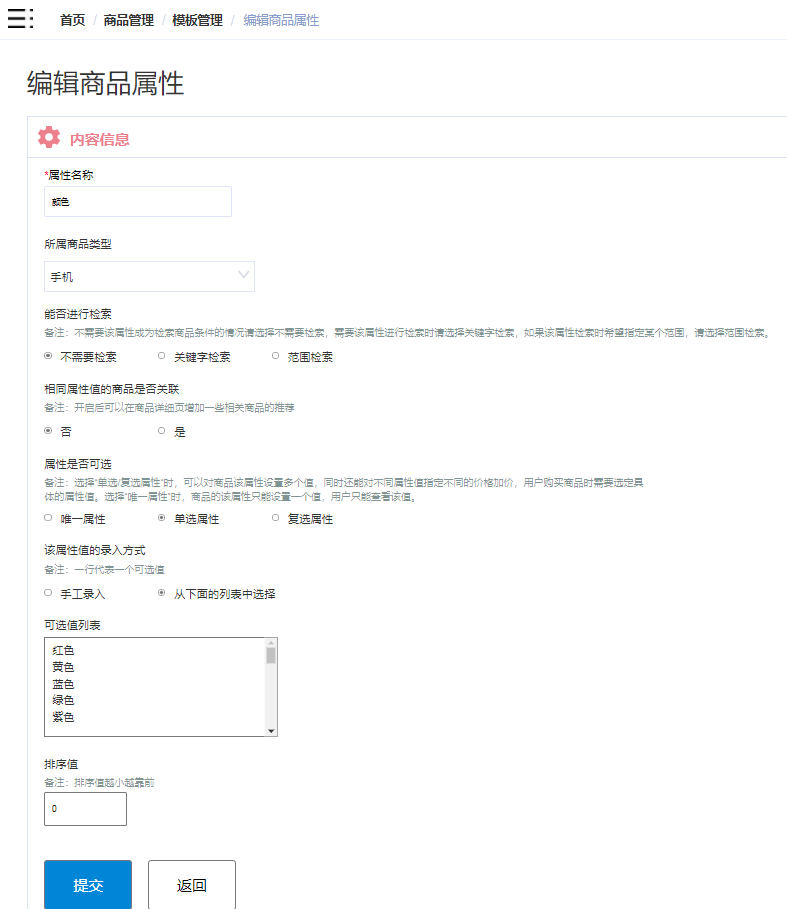 首页 / 商品管理 / 模板管理 / 编辑商品属性
编辑商品属性
内容信息
*属性名称
颜色
所属商品类型
手机
能否进行检索
备注：不需要该属性成为检索商品条件的情况请选择不需要检索，需要该属性进行检索时请选择关键字检索，如果该属性检索时希望指定某个范围，请选择范围检索。
不需要检索 关键字检索 范围检索
相同属性值的商品是否关联
备注：开启后可以在商品详细页增加一些相关商品的推荐
否 是
属性是否可选
备注：选择"单选/复选属性"时，可以对商品该属性设置多个值，同时还能对不同属性值指定不同的价格加价，用户购买商品时需要选定具
体的属性值。选择"唯一属性"时，商品的该属性只能设置一个值，用户只能查看该值。
唯一属性 单选属性 复选属性
该属性值的录入方式
备注：一行代表一个可选值
手工录入 从下面的列表中选择
可选值列表
红色
黄色
蓝色
绿色
紫色
排序值
备注：排序值越小越靠前
0
提交 返回